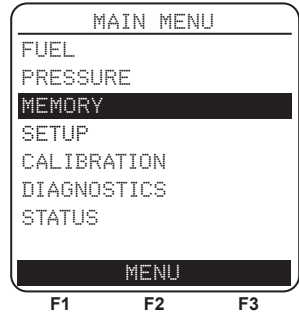 MAIN MENU
FUEL
PRESSURE
MEMORY
SETUP
CALIBRATION
DIAGNOSTICS
STATUS
MENU
F1 F2 F3